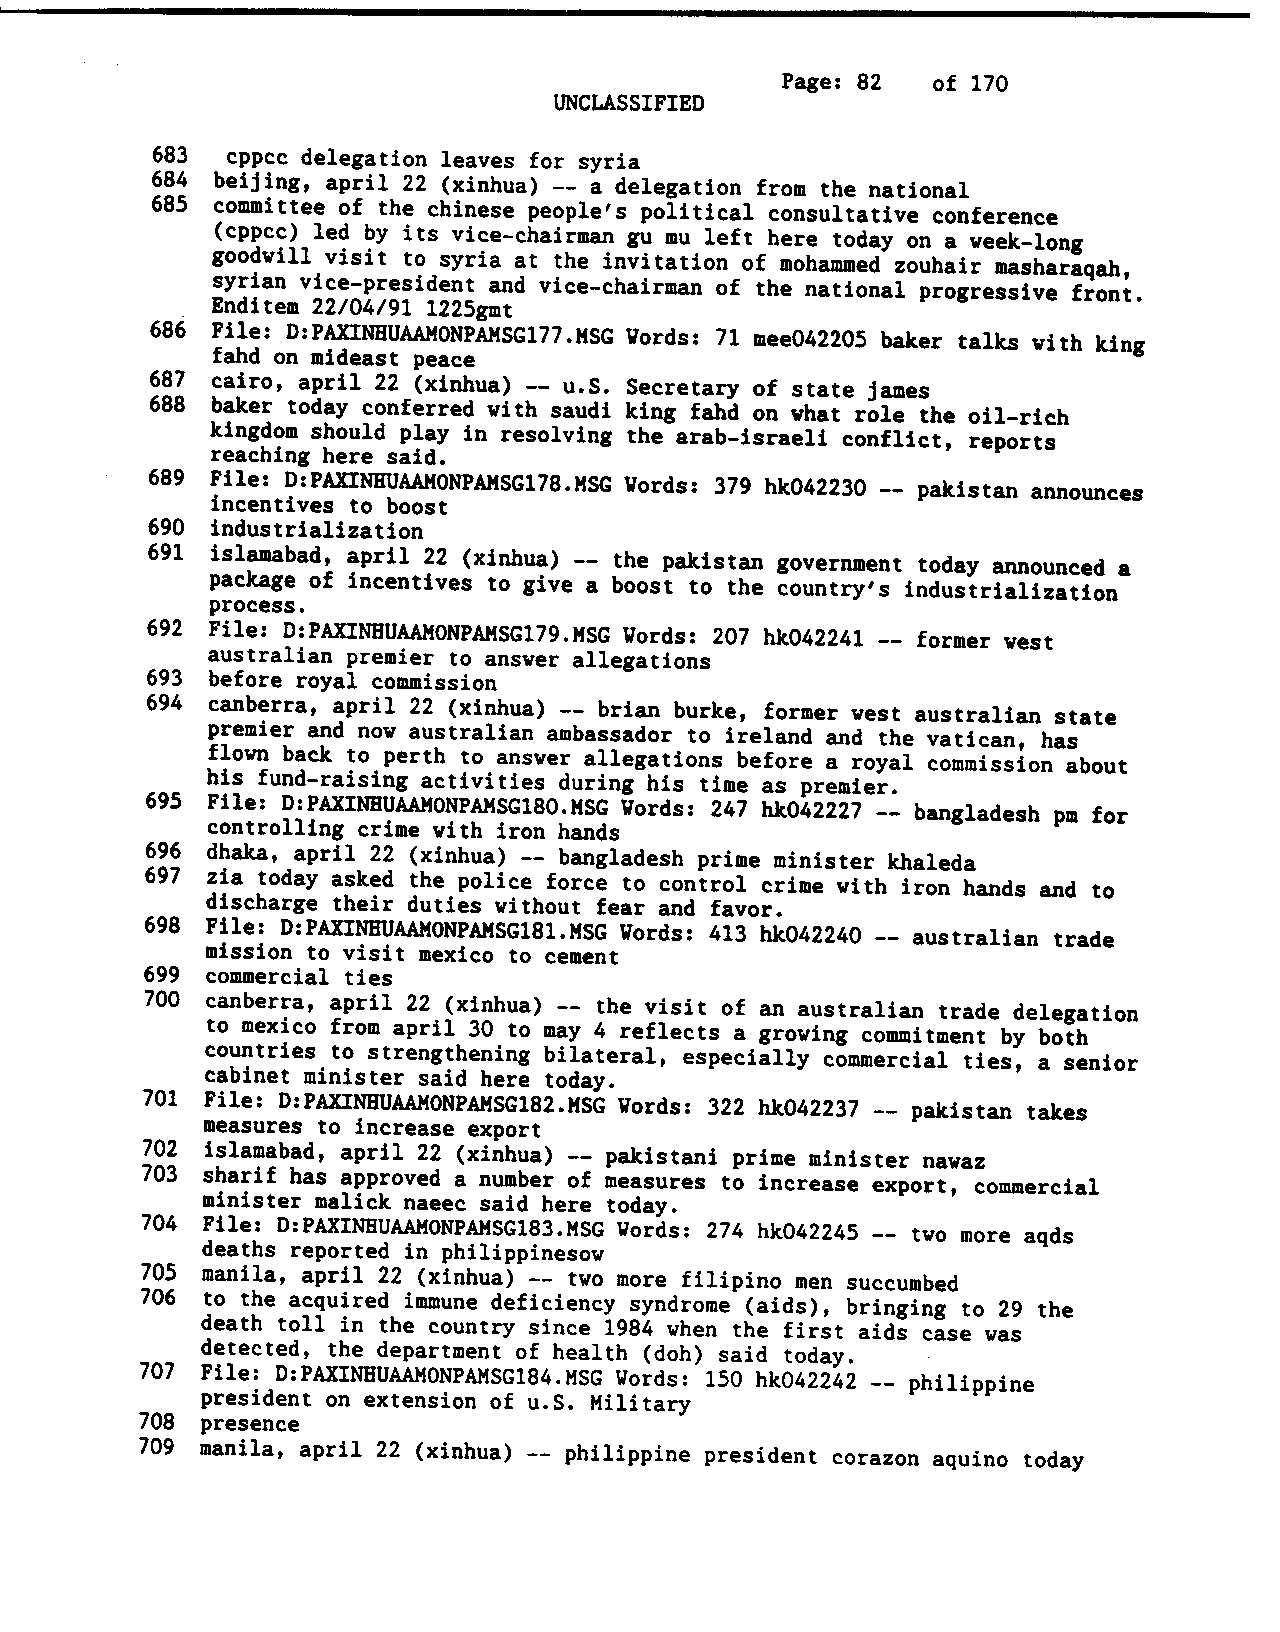 Page: 82 of 170
UNCLASSIFIED
683 cppcc delegation leaves for syria
684 beijing, april 22 (xinhua) -- a delegation from the national
685 committee of the chinese people's political consultative conference
(cppcc) led by its vice-chairman gu mu left here today on a week-long
goodwill visit to syria at the invitation of mohammed zouhair masharaqah,
syrian vice-president and vice-chairman of the national progressive front.
Enditem 22/04/91 1225gmt
686 File: D:PAXINHUAAMONPAMSG177.MSG Words: 71 mee042205 baker talks with king
fahd on mideast peace
687 cairo, april 22 (xinhua) -- u.S. Secretary of state james
688 baker today conferred with saudi king fahd on what role the oil-rich
kingdom should play in resolving the arab-israeli conflict, reports
reaching here said.
689 File: D:PAXINHUAAMONPAMSG178.MSG Words: 379 hk042230 -- pakistan announces
incentives to boost
690 industrialization
691 islamabad, april 22 (xinhua) -- the pakistan government today announced a
package of incentives to give a boost to the country's industrialization
process.
692 File: D:PAXINHUAAMONPAMSG179.MSG Words: 207 hk042241 -- former west
australian premier to answer allegations
693 before royal commission
694 canberra, april 22 (xinhua) -- brian burke, former west australian state
premier and now australian ambassador to ireland and the vatican, has
flown back to perth to answer allegations before a royal commission about
his fund-raising activities during his time as premier.
695 File: D:PAXINHUAAMONPAMSG180.MSG Words: 247 hk042227 -- bangladesh pm for
controlling crime with iron hands
696 dhaka, april 22 (xinhua) -- bangladesh prime minister khaleda
697 zia today asked the police force to control crime with iron hands and to
discharge their duties without fear and favor.
698 File: D:PAXINHUAAMONPAMSG181.MSG Words: 413 hk042240 -- australian trade
mission to visit mexico to cement
699 commercial ties
700 canberra, april 22 (xinhua) -- the visit of an australian trade delegation
to mexico from april 30 to may 4 reflects a growing commitment by both
countries to strengthening bilateral, especially commercial ties, a senior
cabinet minister said here today.
701 File: D:PAXINHUAAMONPAMSG182.MSG Words: 322 hk042237 -- pakistan takes
measures to increase export
702 islamabad, april 22 (xinhua) -- pakistani prime minister nawaz
703 sharif has approved a number of measures to increase export, commercial
minister malick naeec said here today.
704 File: D:PAXINHUAAMONPAMSG183.MSG Words: 274 hk042245 -- two more aqds
deaths reported in philippinesow
705 manila, april 22 (xinhua) -- two more filipino men succumbed
706 to the acquired immune deficiency syndrome (aids), bringing to 29 the
death toll in the country since 1984 when the first aids case was
detected, the department of health (doh) said today.
707 File: D:PAXINHUAAMONPAMSG184.MSG Words: 150 hk042242 -- philippine
president on extension of u.S. Military
708 presence
709 manila, april 22 (xinhua) -- philippine president corazon aquino today